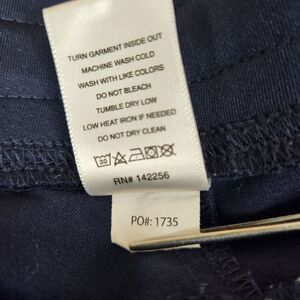 TURN GARMENT INSIDE OUT
MACHINE WASH COLD
WASH WITH LIKE COLORS
DO NOT BLEACH
TUMBLE DRY LOW
LOW HEAT IRON IF NEEDED
DO NOT DRY CLEAN
30
RN# 142256
PO#: 1735